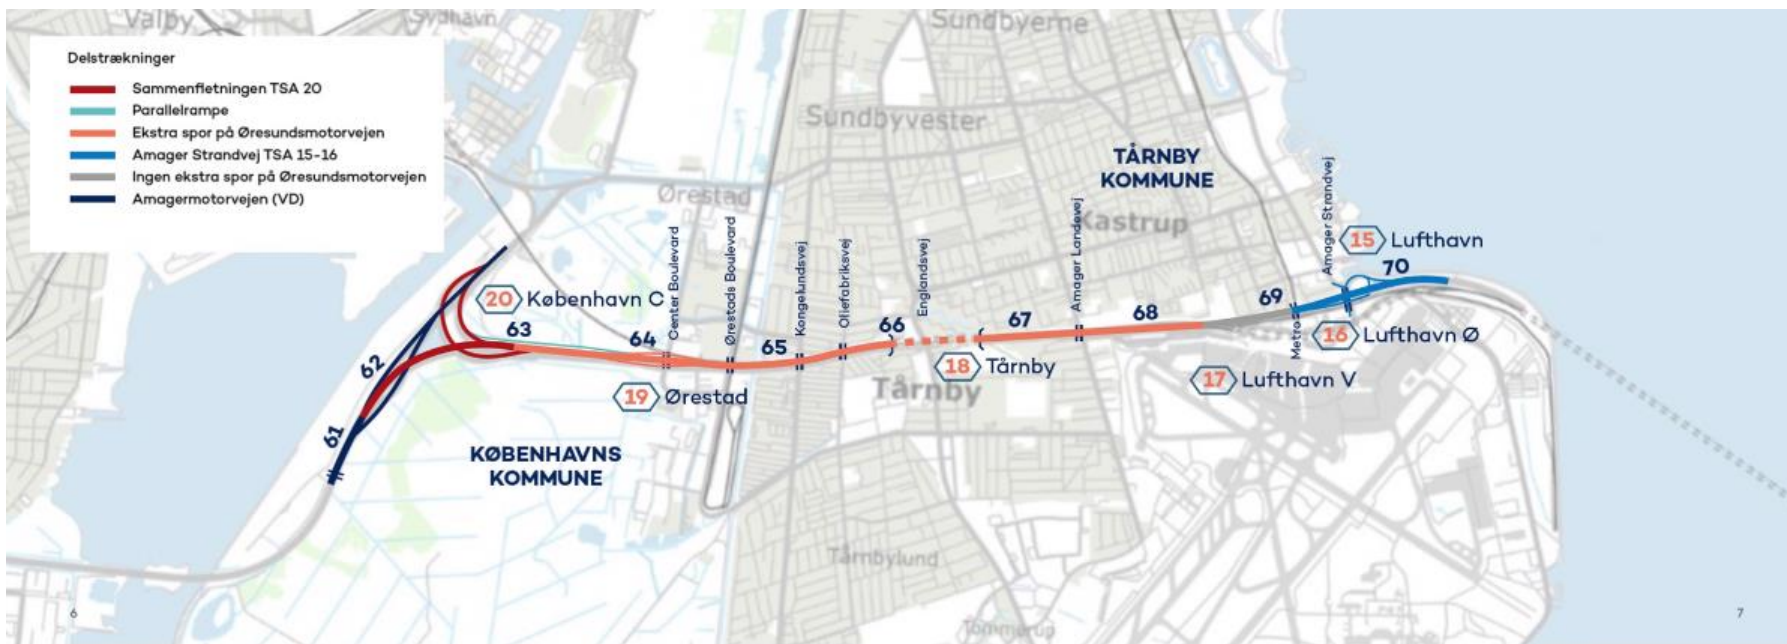 Valby
Sydhavn
Sundbyerne
Delstrækninger
Sammenfletningen TSA 20
Parallelrampe
Ekstra spor på Øresundsmotorvejen
Amager Strandvej TSA 15-16
Ingen ekstra spor på Øresundsmotorvejen
Amagermotorvejen (VD)
Sundbyvester
TÅRNBY
KOMMUNE
Ørestad
Kastrup
Center Boulevard
Ørestads Boulevard
Kongelundsvej
Oliefabriksvej
Englandsvej
Amager Landevej
Metro
Amager Strandvej
15 Lufthavn
70
20 København C
69
68
67
66
65
64
63
62
61
16 Lufthavn Ø
18 Tårnby
17 Lufthavn V
19 Ørestad
Tårnby
KØBENHAVNS
KOMMUNE
Tårnbylund
Tømmerup
6
7